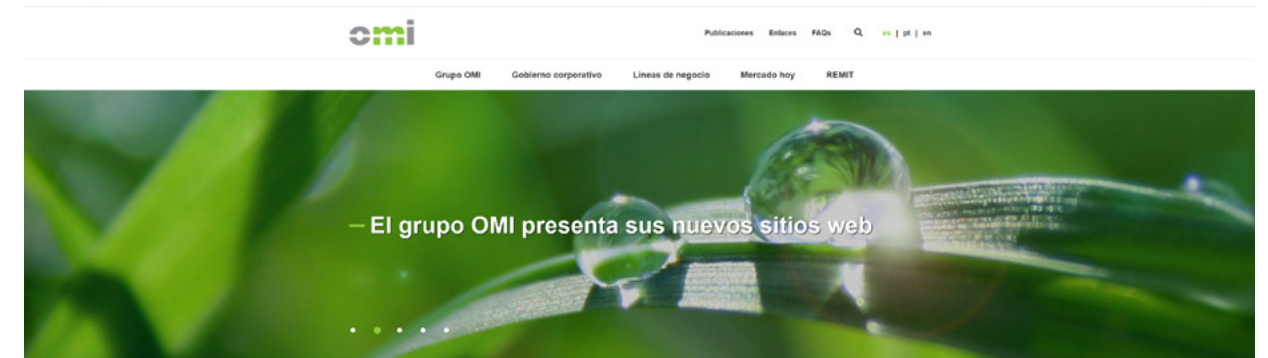 omi
Publicaciones Enlaces FAQs es | pt | en
Grupo OMI Gobierno corporativo Líneas de negocio Mercado hoy REMIT
El grupo OMI presenta sus nuevos sitios web